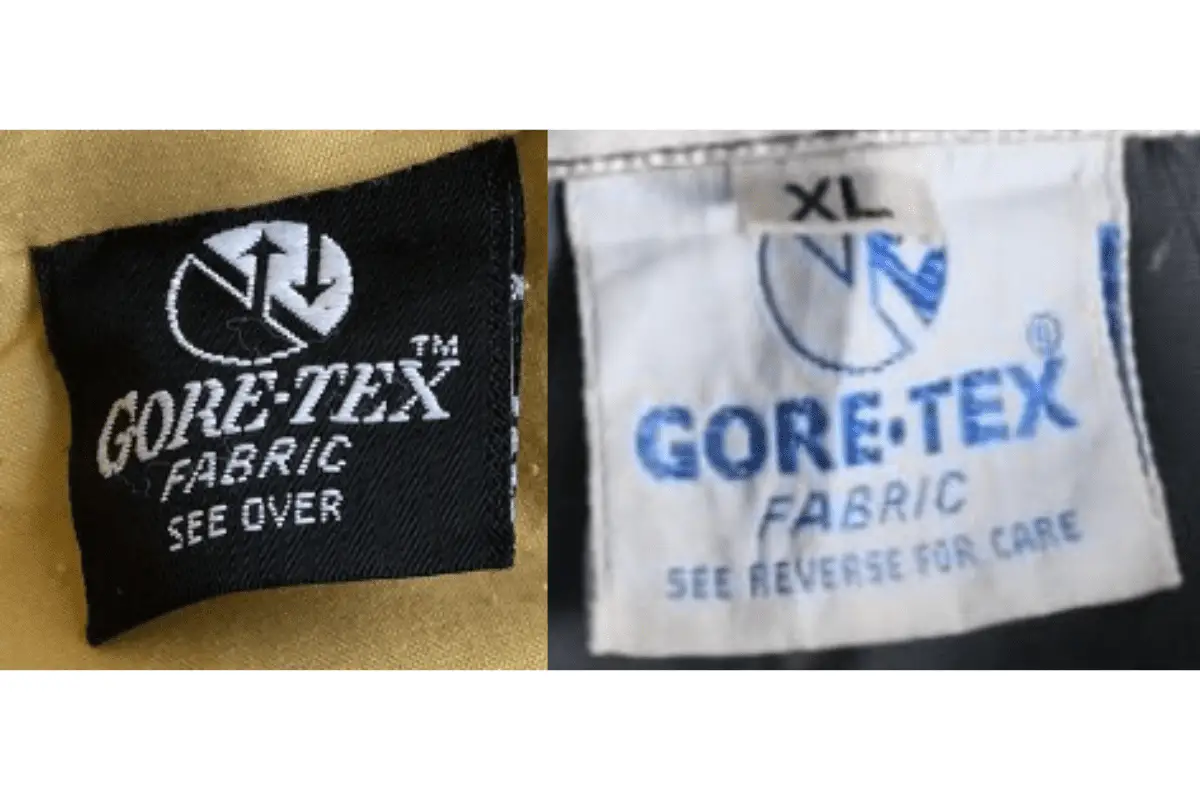 GORE-TEX™
FABRIC
SEE OVER
XL
GORE-TEX®
FABRIC
SEE REVERSE FOR CARE